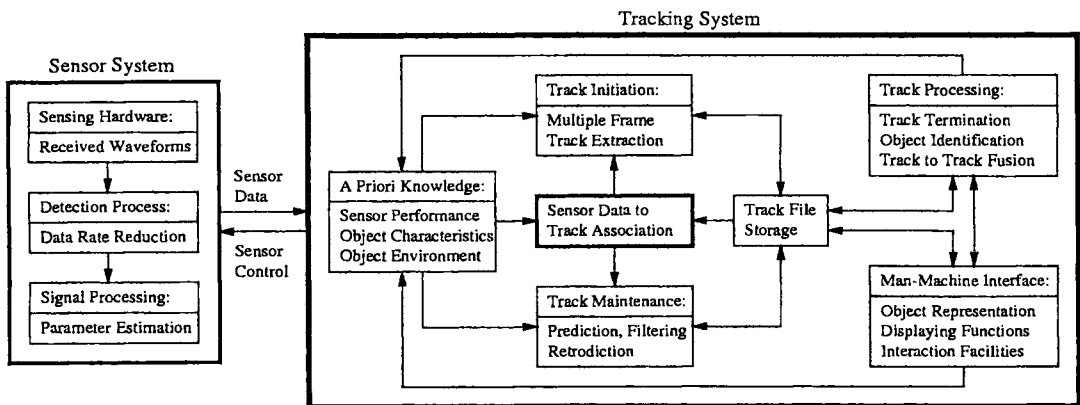 Tracking System
Sensor System
Sensing Hardware:
Received Waveforms
Detection Process:
Data Rate Reduction
Signal Processing:
Parameter Estimation
Sensor
Data
Sensor
Control
A Priori Knowledge:
Sensor Performance
Object Characteristics
Object Environment
Track Initiation:
Multiple Frame
Track Extraction
Sensor Data to
Track Association
Track Maintenance:
Prediction, Filtering
Retrodiction
Track File
Storage
Track Processing:
Track Termination
Object Identification
Track to Track Fusion
Man-Machine Interface:
Object Representation
Displaying Functions
Interaction Facilities